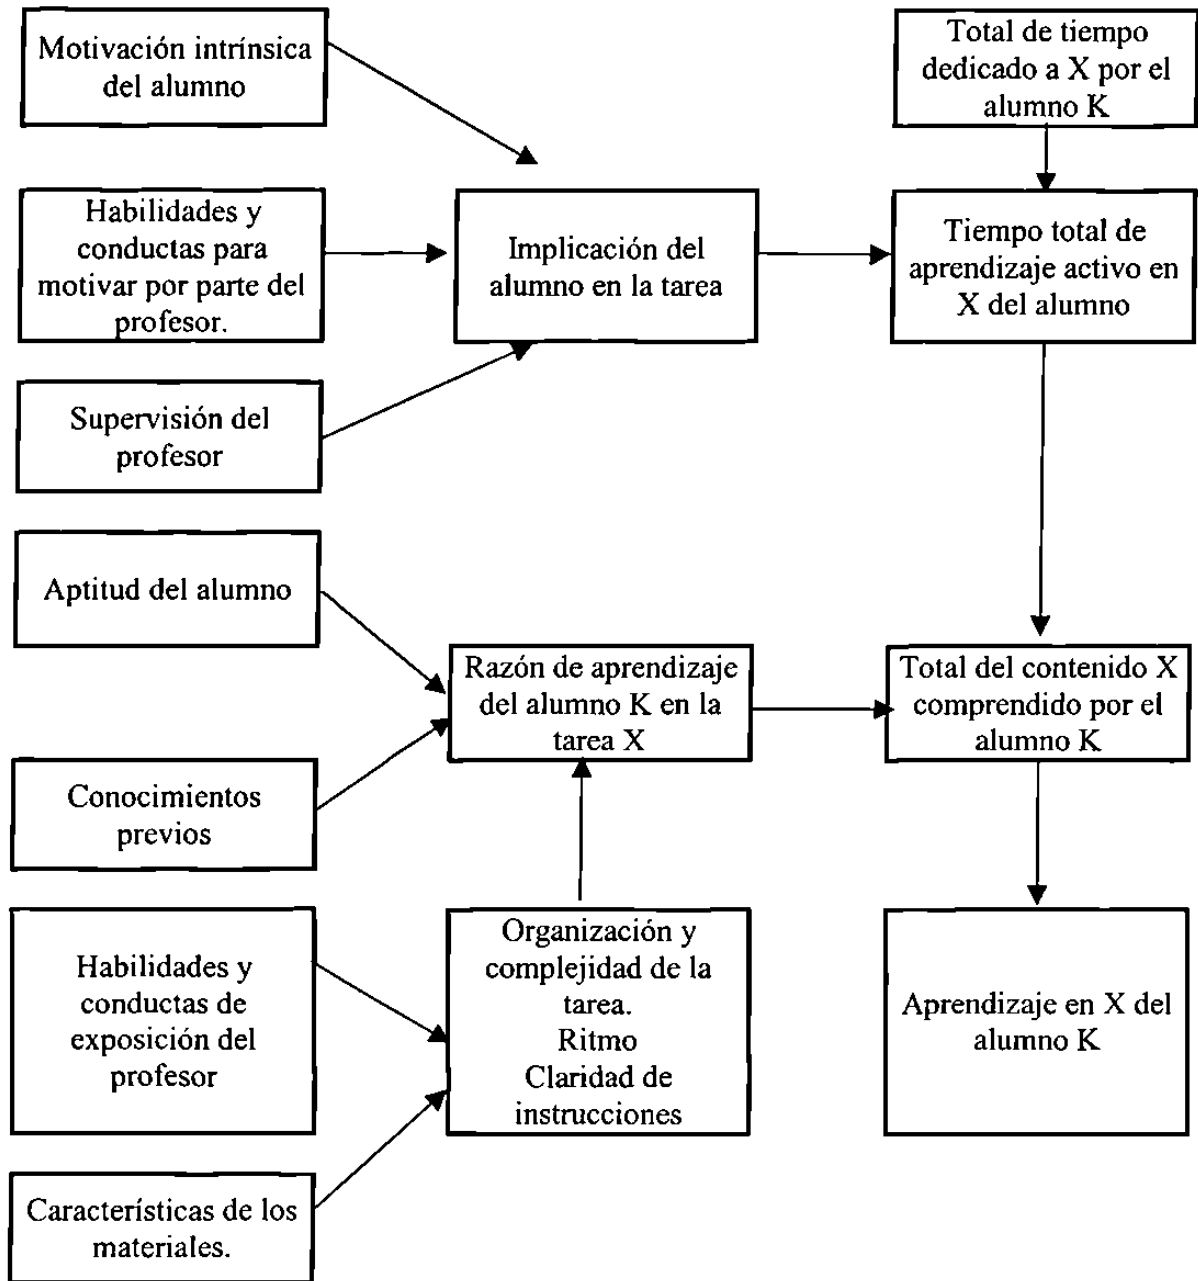 Motivación intrínsica
del alumno
Total de tiempo
dedicado a X por el
alumno K
Habilidades y
conductas para
motivar por parte del
profesor.
Implicación del
alumno en la tarea
Tiempo total de
aprendizaje activo en
X del alumno
Supervisión del
profesor
Aptitud del alumno
Razón de aprendizaje
del alumno K en la
tarea X
Total del contenido X
comprendido por el
alumno K
Conocimientos
previos
Habilidades y
conductas de
exposición del
profesor
Organización y
complejidad de la
tarea.
Ritmo
Claridad de
instrucciones
Aprendizaje en X del
alumno K
Características de los
materiales.